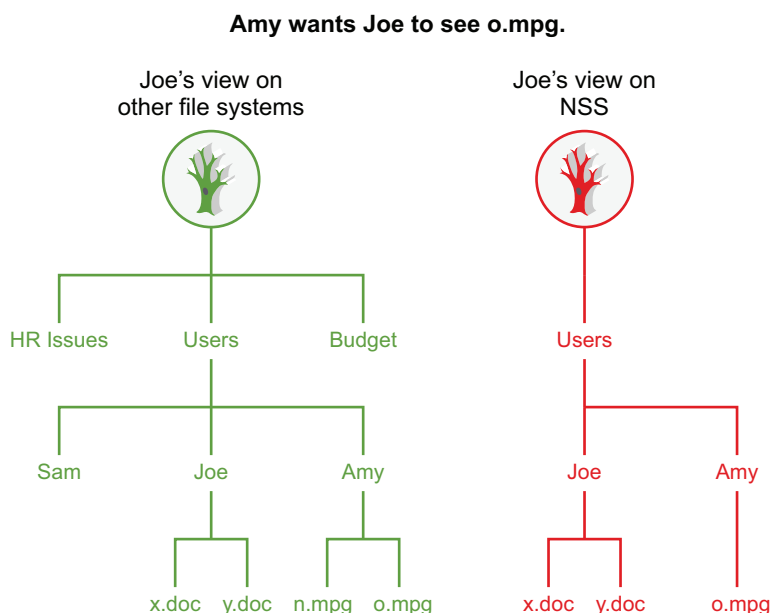 Amy wants Joe to see o.mpg.
Joe’s view on
other file systems
Joe’s view on
NSS
HR Issues
Users
Budget
Users
Sam
Joe
Amy
Joe
Amy
x.doc
y.doc
n.mpg
o.mpg
x.doc
y.doc
o.mpg